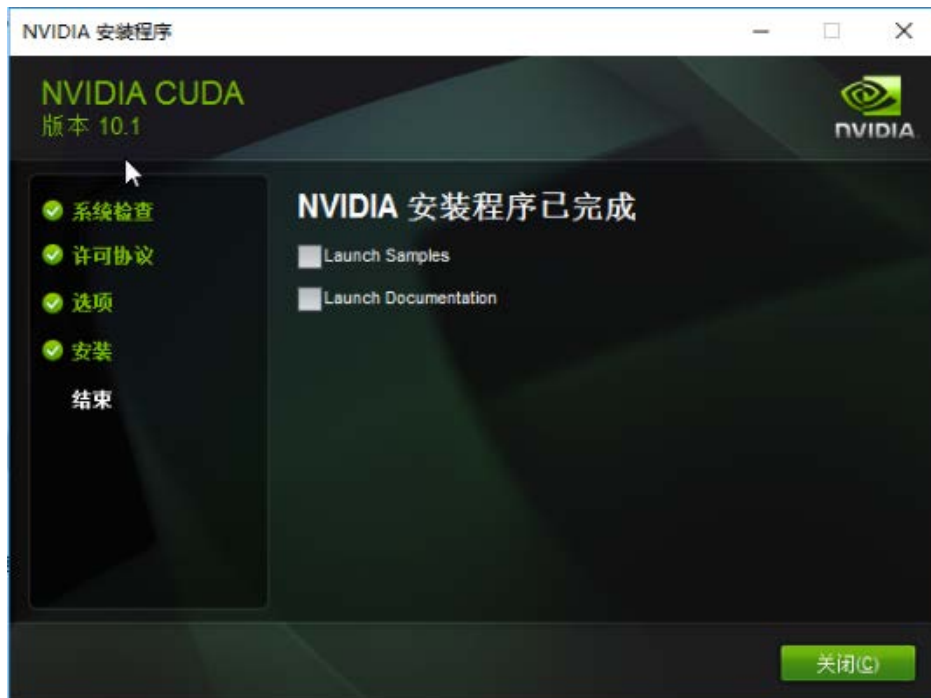 NVIDIA 安装程序
NVIDIA CUDA
版本 10.1
NVIDIA
系统检查
许可协议
选项
安装
结束
NVIDIA 安装程序已完成
Launch Samples
Launch Documentation
关闭(C)